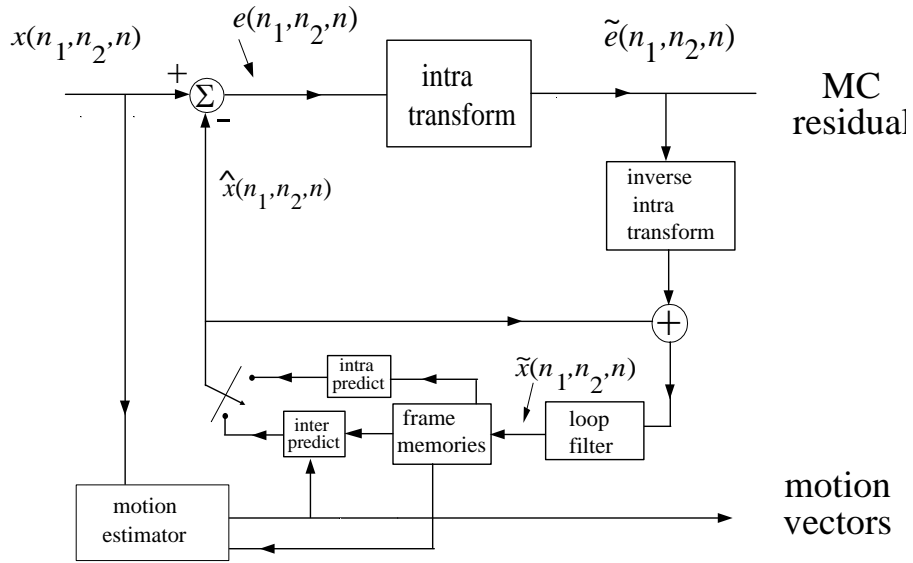 x(n₁,n₂,n)
e(n₁,n₂,n)
ẽ(n₁,n₂,n)
+
Σ
-
intra
transform
MC
residual
x̂(n₁,n₂,n)
inverse
intra
transform
+
intra
predict
x̃(n₁,n₂,n)
inter
predict
frame
memories
loop
filter
motion
estimator
motion
vectors